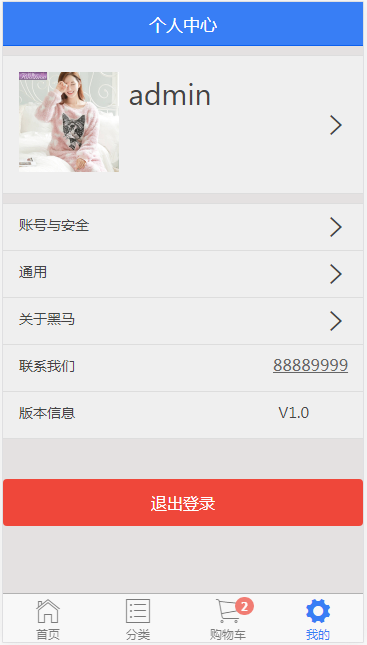 个人中心
admin
账号与安全
通用
关于黑马
联系我们 88889999
版本信息 V1.0
退出登录
2
首页 分类 购物车 我的